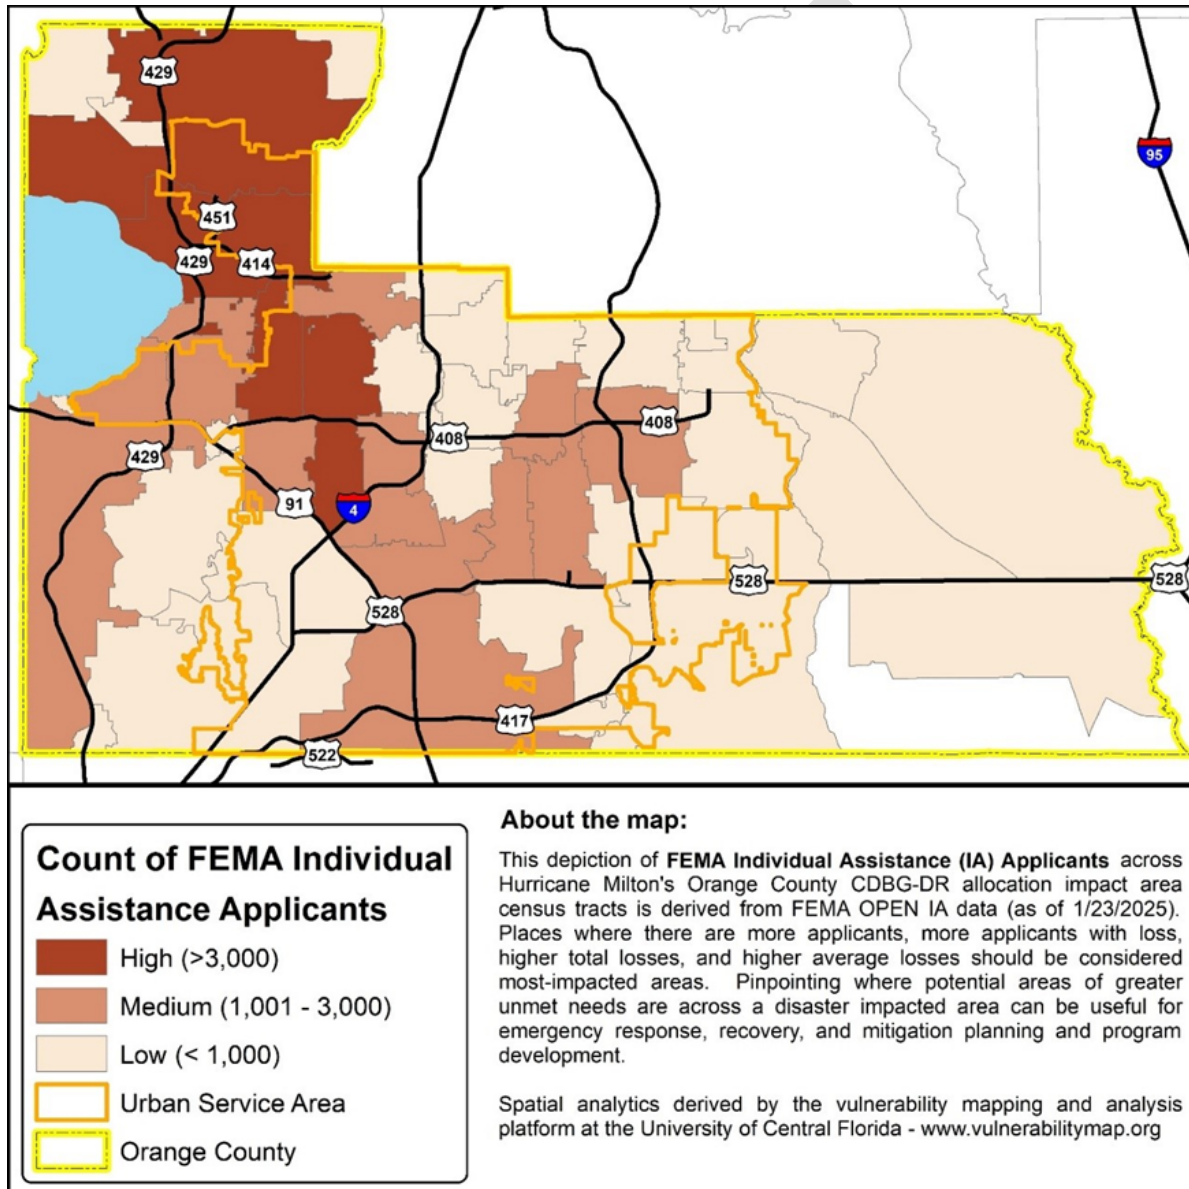 429
95
451
429
414
408
408
429
91
4
528
528
528
417
522
Count of FEMA Individual
Assistance Applicants
High (>3,000)
Medium (1,001 - 3,000)
Low (< 1,000)
Urban Service Area
Orange County
About the map:
This depiction of FEMA Individual Assistance (IA) Applicants across
Hurricane Milton's Orange County CDBG-DR allocation impact area
census tracts is derived from FEMA OPEN IA data (as of 1/23/2025).
Places where there are more applicants, more applicants with loss,
higher total losses, and higher average losses should be considered
most-impacted areas. Pinpointing where potential areas of greater
unmet needs are across a disaster impacted area can be useful for
emergency response, recovery, and mitigation planning and program
development.
Spatial analytics derived by the vulnerability mapping and analysis
platform at the University of Central Florida - www.vulnerabilitymap.org